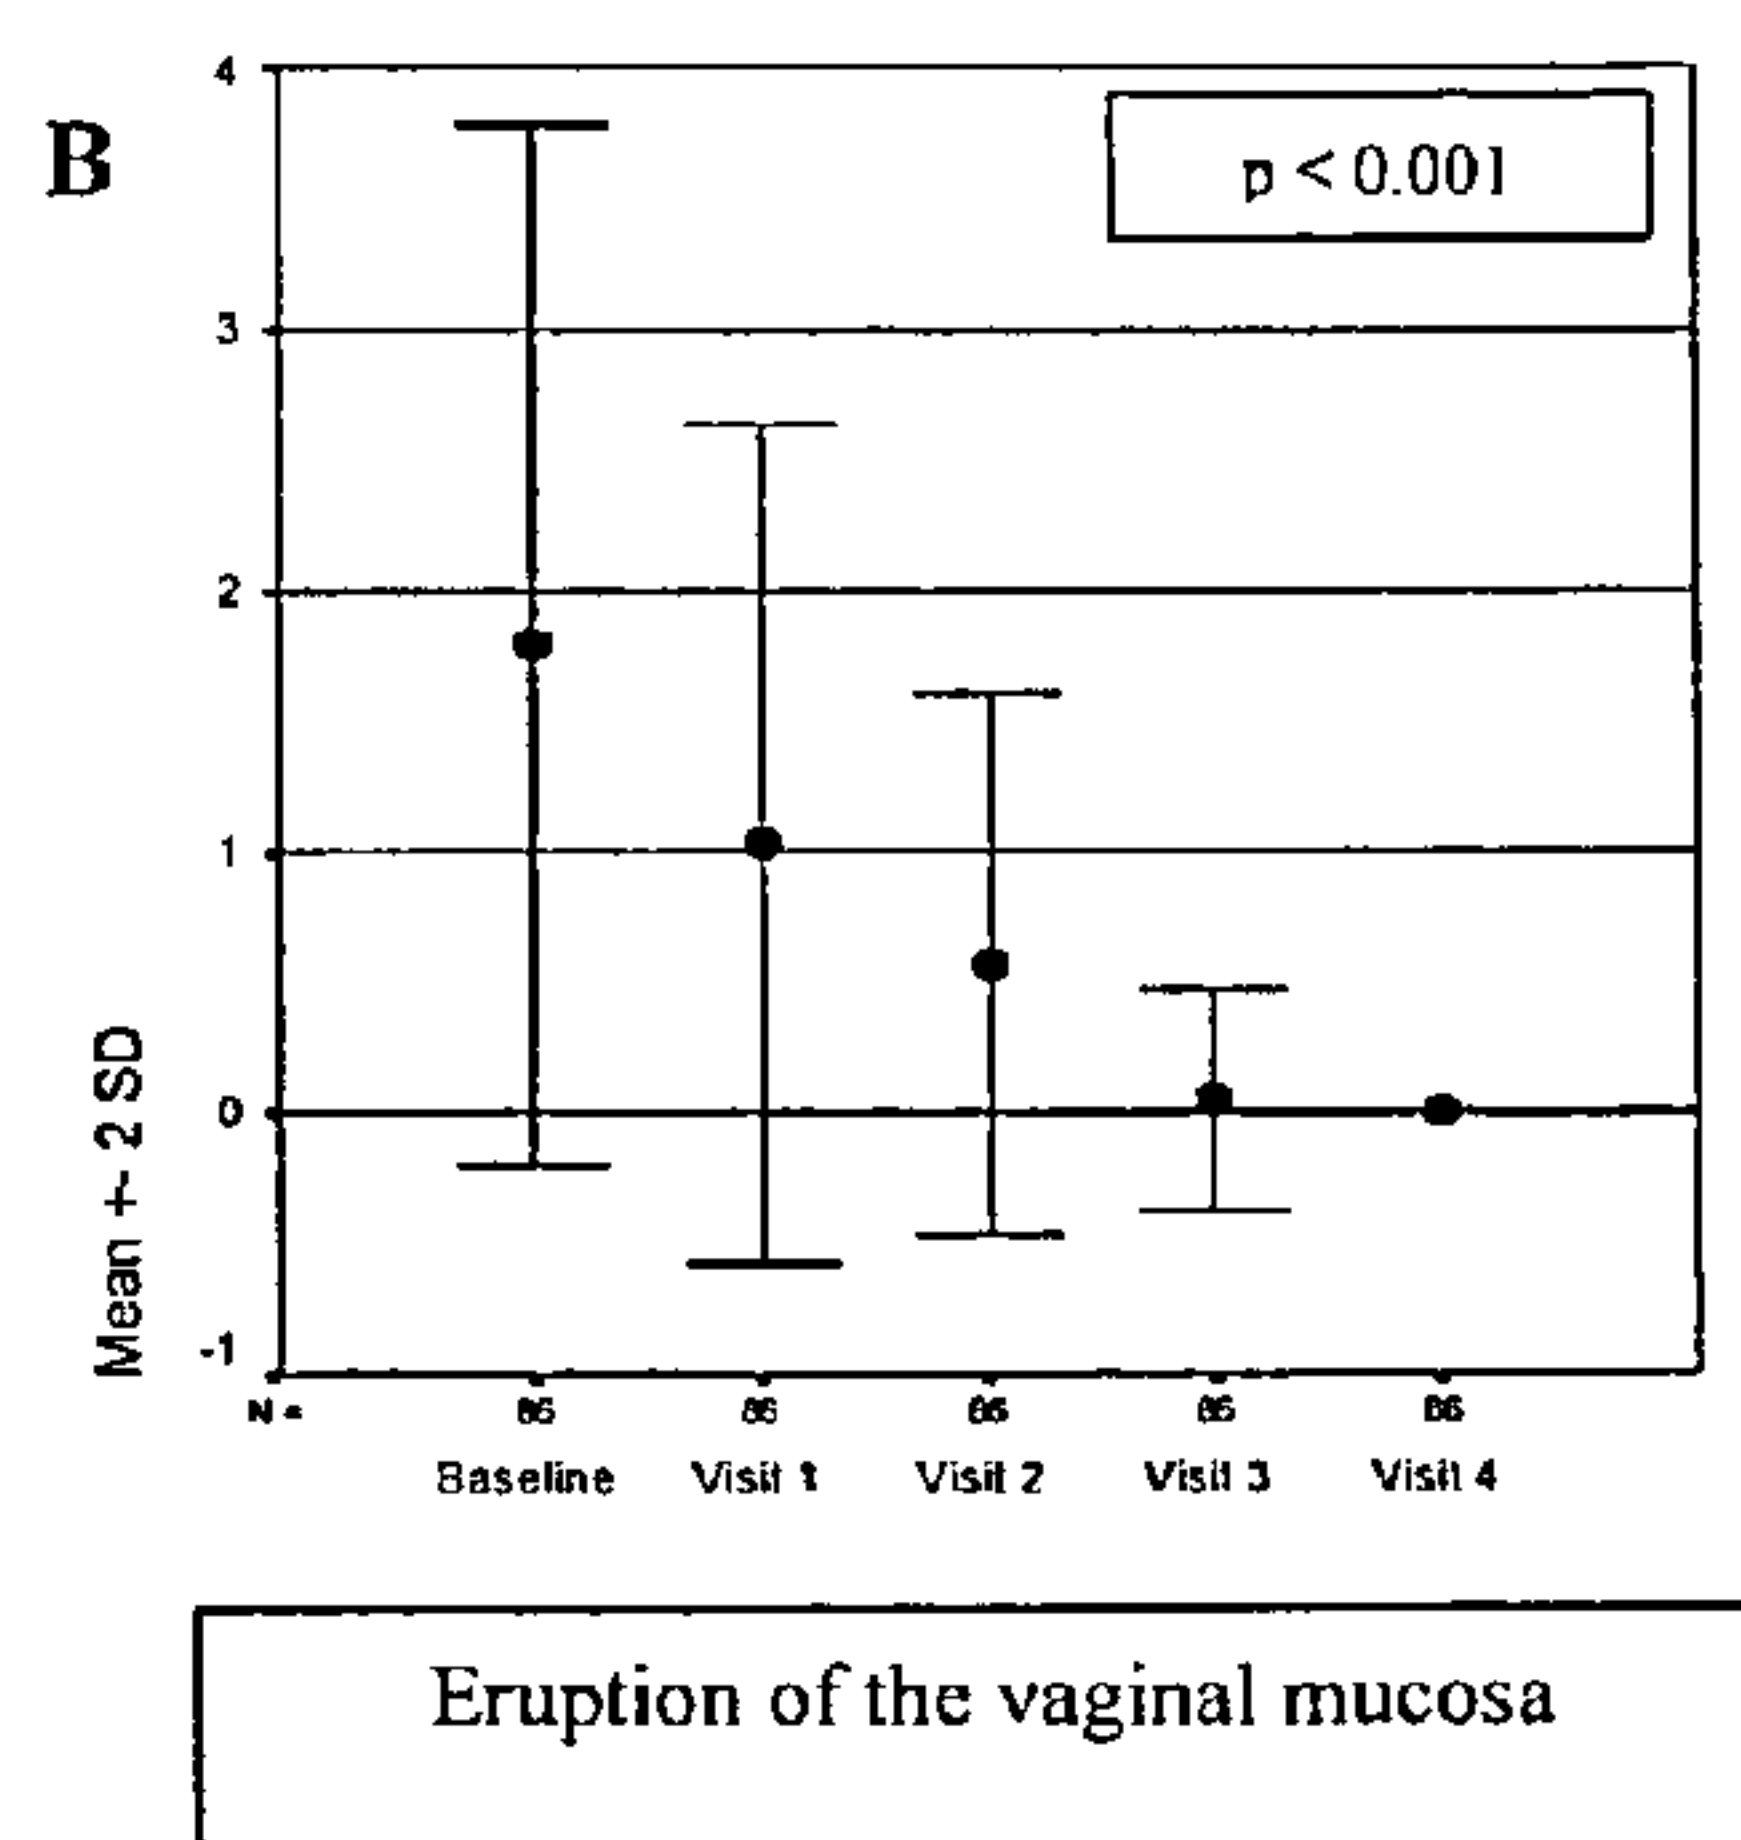 B
4
p < 0.001
3
2
1
0
-1
Mean +- 2 SD
N =
Baseline Visit 1 Visit 2 Visit 3 Visit 4
Eruption of the vaginal mucosa